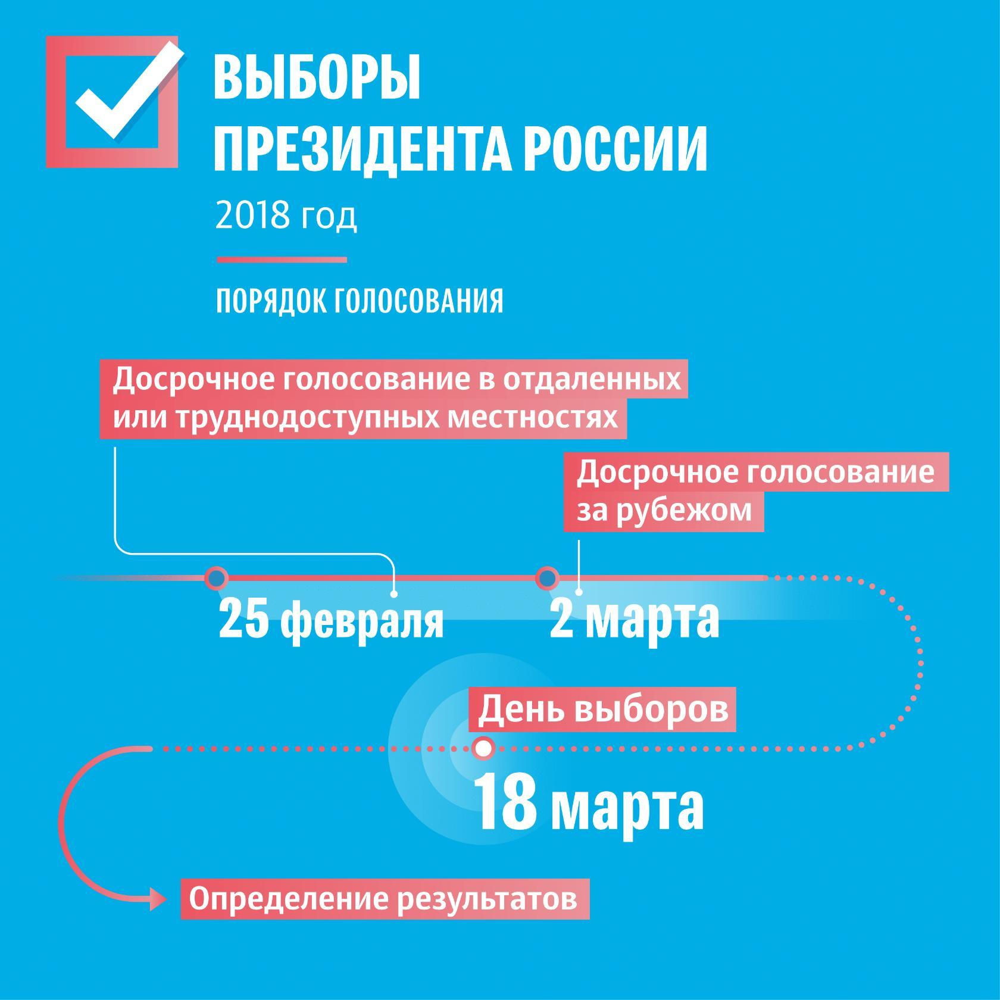 ВЫБОРЫ
ПРЕЗИДЕНТА РОССИИ
2018 год
ПОРЯДОК ГОЛОСОВАНИЯ
Досрочное голосование в отдаленных
или труднодоступных местностях
Досрочное голосование
за рубежом
25 февраля
2 марта
День выборов
18 марта
Определение результатов